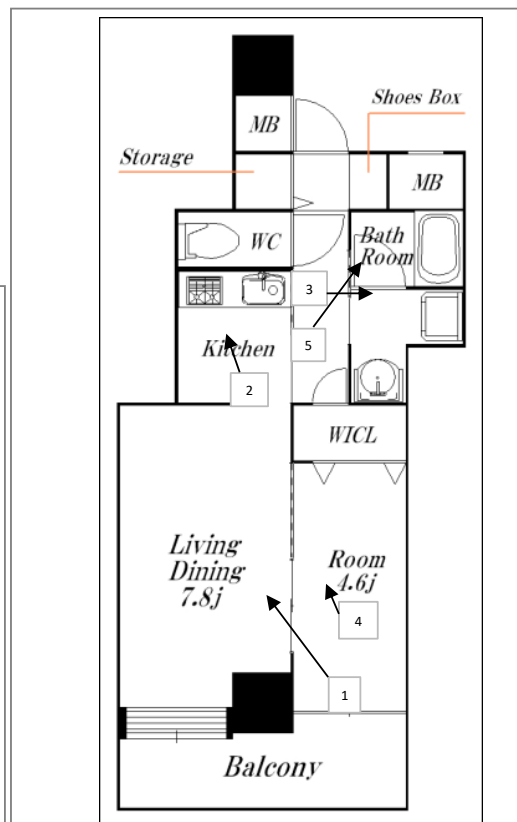 Shoes Box
MB
Storage
MB
WC
Bath
Room
3
5
Kitchen
2
WICL
Living
Dining
7.8j
Room
4.6j
4
1
Balcony